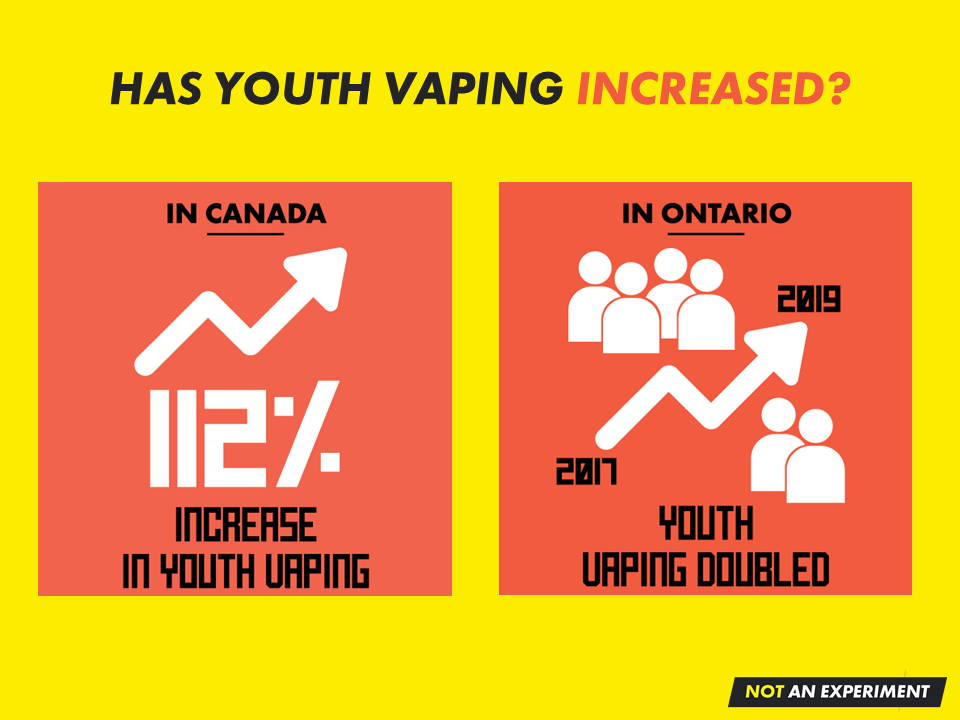 HAS YOUTH VAPING INCREASED?
IN CANADA
112%
INCREASE
IN YOUTH VAPING
IN ONTARIO
2019
2017
YOUTH
VAPING DOUBLED
NOT AN EXPERIMENT